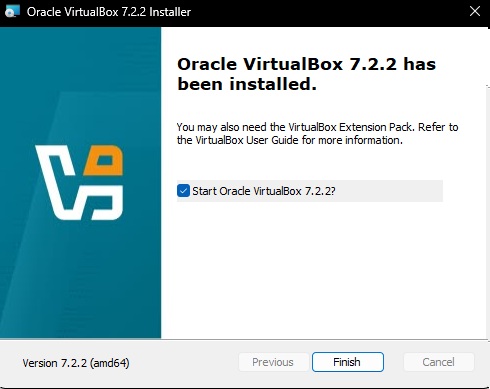 Oracle VirtualBox 7.2.2 Installer
Oracle VirtualBox 7.2.2 has
been installed.
You may also need the VirtualBox Extension Pack. Refer to
the VirtualBox User Guide for more information.
Start Oracle VirtualBox 7.2.2?
Version 7.2.2 (amd64)
Previous
Finish
Cancel